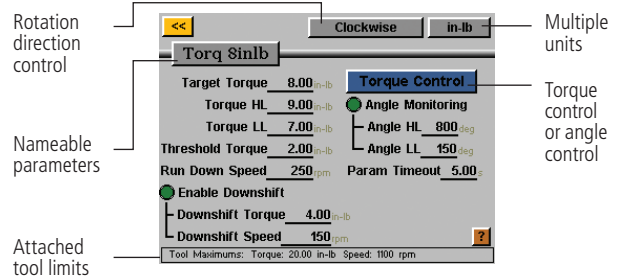 Rotation
direction
control
<< Clockwise in-lb
Multiple
units
Torq 8inlb
Target Torque 8.00 in-lb
Torque HL 9.00 in-lb
Torque LL 7.00 in-lb
Threshold Torque 2.00 in-lb
Run Down Speed 250 rpm
Enable Downshift
Downshift Torque 4.00 in-lb
Downshift Speed 150 rpm
Torque Control
Angle Monitoring
Angle HL 800 deg
Angle LL 150 deg
Param Timeout 5.00 s
?
Tool Maximums: Torque: 20.00 in-lb Speed: 1100 rpm
Torque
control
or angle
control
Nameable
parameters
Attached
tool limits